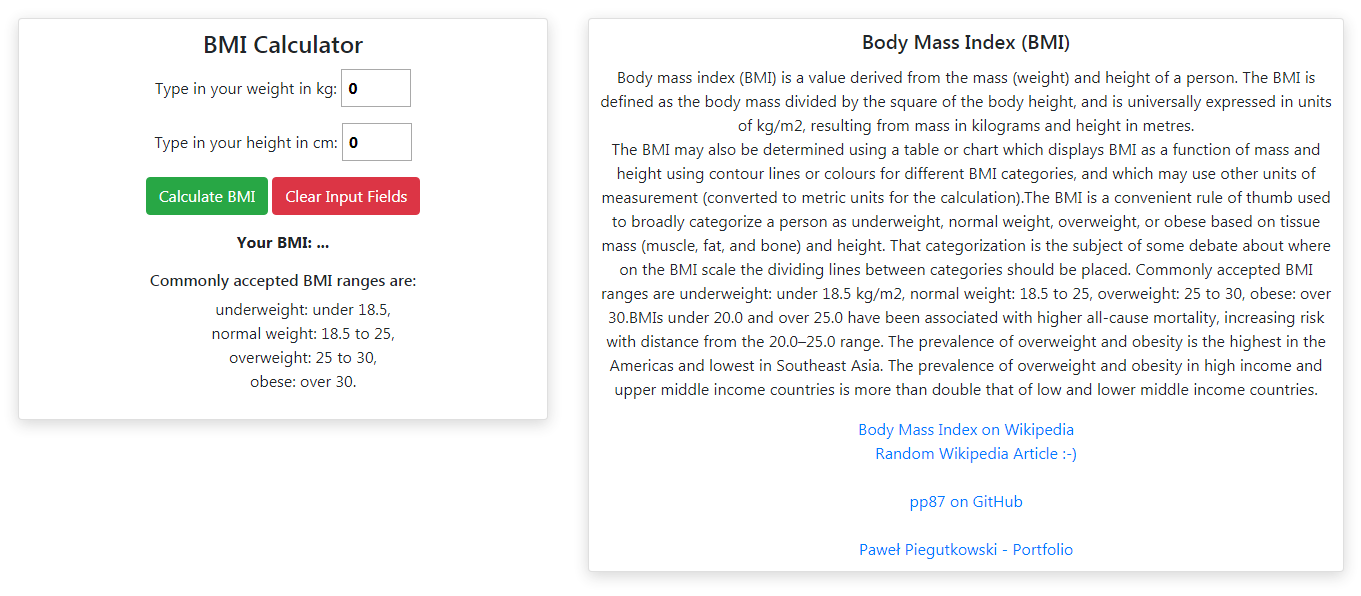 BMI Calculator
Type in your weight in kg: 0
Type in your height in cm: 0
Calculate BMI Clear Input Fields
Your BMI: ...
Commonly accepted BMI ranges are:
underweight: under 18.5,
normal weight: 18.5 to 25,
overweight: 25 to 30,
obese: over 30.
Body Mass Index (BMI)
Body mass index (BMI) is a value derived from the mass (weight) and height of a person. The BMI is
defined as the body mass divided by the square of the body height, and is universally expressed in units
of kg/m2, resulting from mass in kilograms and height in metres.
The BMI may also be determined using a table or chart which displays BMI as a function of mass and
height using contour lines or colours for different BMI categories, and which may use other units of
measurement (converted to metric units for the calculation).The BMI is a convenient rule of thumb used
to broadly categorize a person as underweight, normal weight, overweight, or obese based on tissue
mass (muscle, fat, and bone) and height. That categorization is the subject of some debate about where
on the BMI scale the dividing lines between categories should be placed. Commonly accepted BMI
ranges are underweight: under 18.5 kg/m2, normal weight: 18.5 to 25, overweight: 25 to 30, obese: over
30.BMIs under 20.0 and over 25.0 have been associated with higher all-cause mortality, increasing risk
with distance from the 20.0–25.0 range. The prevalence of overweight and obesity is the highest in the
Americas and lowest in Southeast Asia. The prevalence of overweight and obesity in high income and
upper middle income countries is more than double that of low and lower middle income countries.
Body Mass Index on Wikipedia
Random Wikipedia Article :-)
pp87 on GitHub
Paweł Piegutkowski - Portfolio